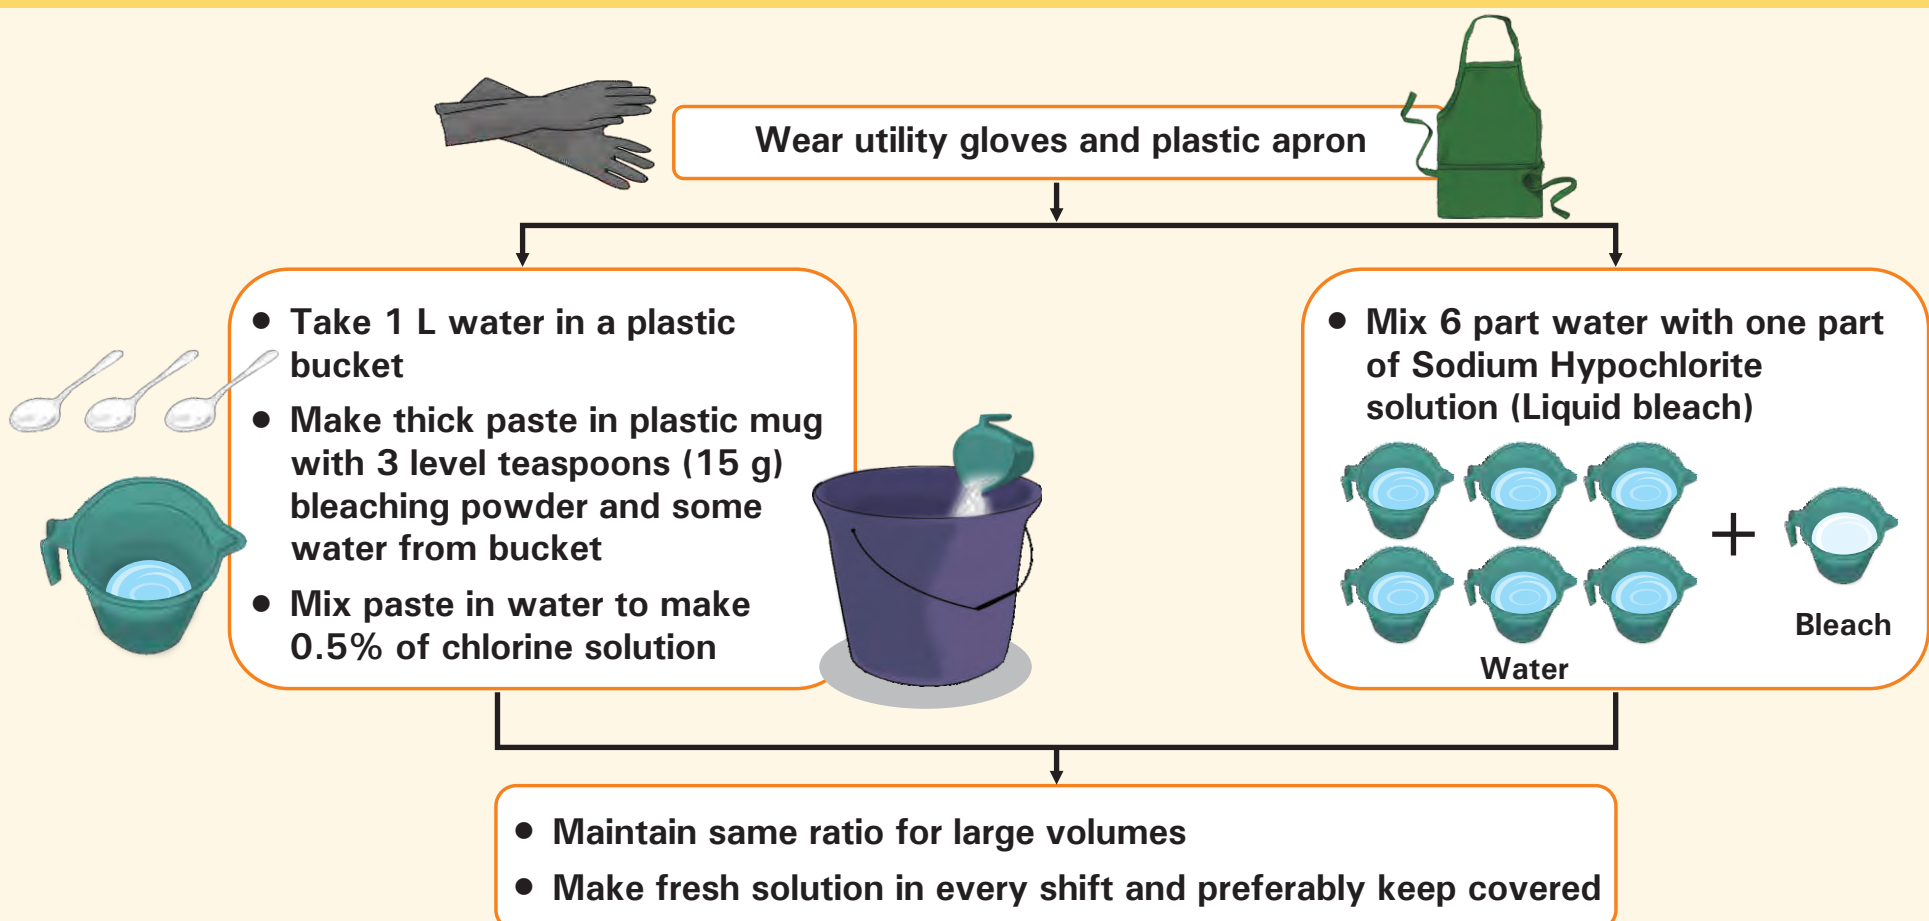 Wear utility gloves and plastic apron
• Take 1 L water in a plastic
bucket
• Make thick paste in plastic mug
with 3 level teaspoons (15 g)
bleaching powder and some
water from bucket
• Mix paste in water to make
0.5% of chlorine solution
• Mix 6 part water with one part
of Sodium Hypochlorite
solution (Liquid bleach)
+
Bleach
Water
• Maintain same ratio for large volumes
• Make fresh solution in every shift and preferably keep covered